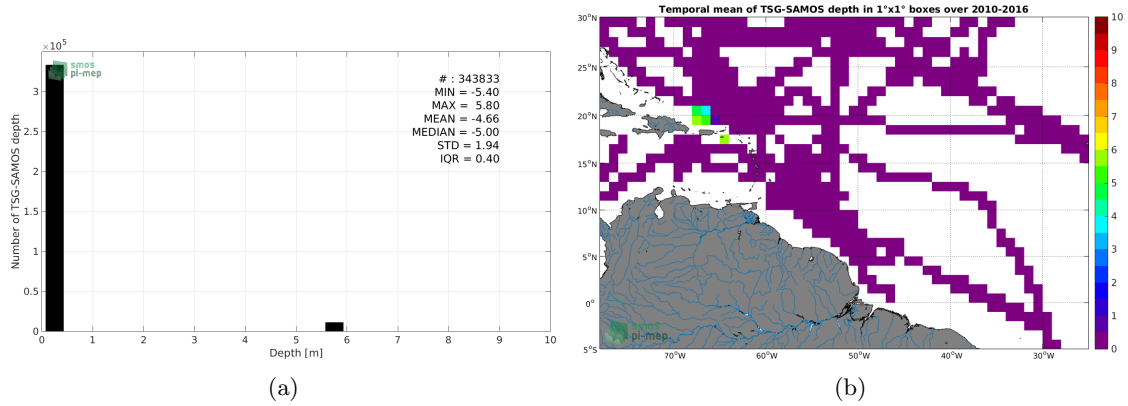 ×10⁵
smos
pi-mep
# : 343833
MIN = -5.40
MAX = 5.80
MEAN = -4.66
MEDIAN = -5.00
STD = 1.94
IQR = 0.40
Number of TSG-SAMOS depth
3
2.5
2
1.5
1
0.5
0
0 1 2 3 4 5 6 7 8 9 10
Depth [m]
(a)
Temporal mean of TSG-SAMOS depth in 1°x1° boxes over 2010-2016
30°N
25°N
20°N
15°N
10°N
5°N
0°
5°S
70°W 60°W 50°W 40°W 30°W
smos
pi-mep
10
9
8
7
6
5
4
3
2
1
0
(b)